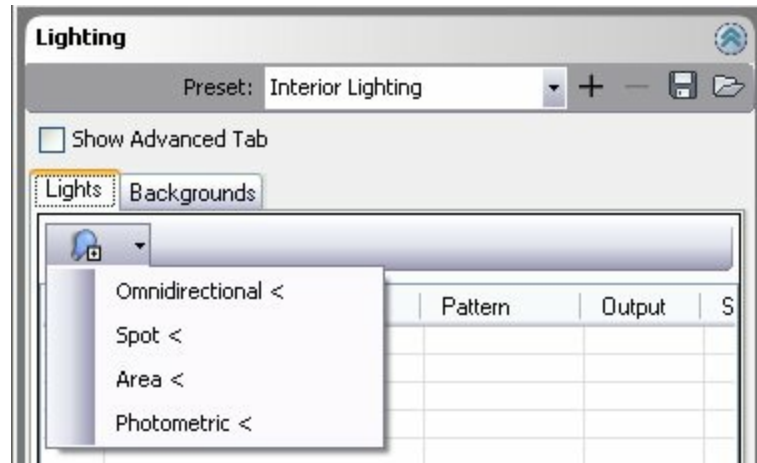 Lighting
Preset: Interior Lighting
Show Advanced Tab
Lights Backgrounds
Omnidirectional <
Pattern Output S
Spot <
Area <
Photometric <